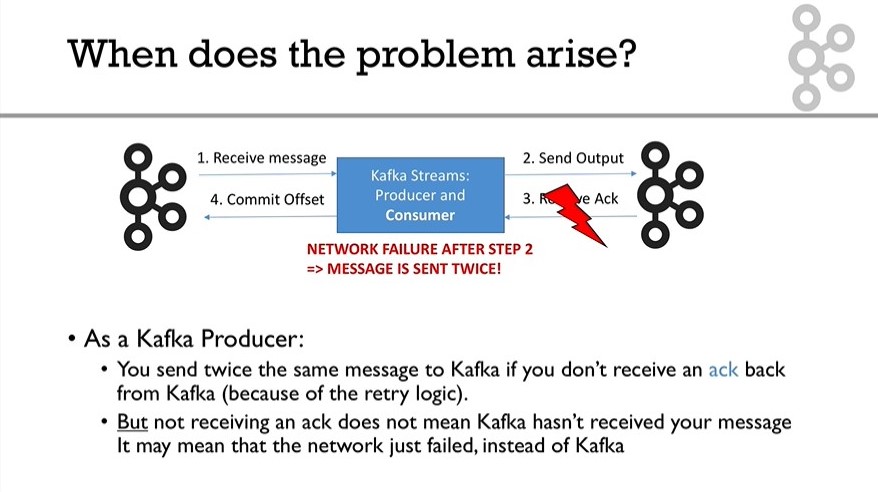 When does the problem arise?
1. Receive message
2. Send Output
Kafka Streams:
Producer and
Consumer
4. Commit Offset
3. Ack
NETWORK FAILURE AFTER STEP 2
=> MESSAGE IS SENT TWICE!
• As a Kafka Producer:
• You send twice the same message to Kafka if you don't receive an ack back
from Kafka (because of the retry logic).
• But not receiving an ack does not mean Kafka hasn't received your message
It may mean that the network just failed, instead of Kafka